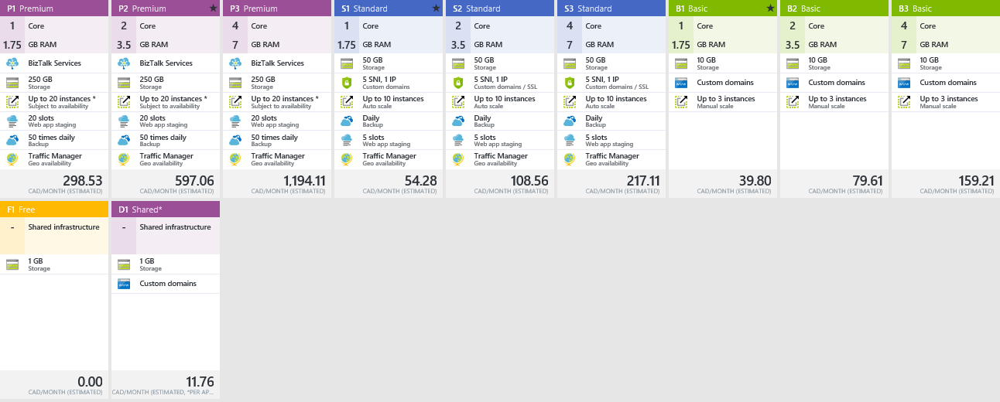 P1 Premium
1 Core
1.75 GB RAM
BizTalk Services
250 GB
Storage
Up to 20 instances *
Subject to availability
20 slots
Web app staging
50 times daily
Backup
Traffic Manager
Geo availability
298.53
CAD/MONTH (ESTIMATED)
P2 Premium
2 Core
3.5 GB RAM
BizTalk Services
250 GB
Storage
Up to 20 instances *
Subject to availability
20 slots
Web app staging
50 times daily
Backup
Traffic Manager
Geo availability
597.06
CAD/MONTH (ESTIMATED)
P3 Premium
4 Core
7 GB RAM
BizTalk Services
250 GB
Storage
Up to 20 instances *
Subject to availability
20 slots
Web app staging
50 times daily
Backup
Traffic Manager
Geo availability
1,194.11
CAD/MONTH (ESTIMATED)
S1 Standard
1 Core
1.75 GB RAM
50 GB
Storage
5 SNI, 1 IP
Custom domains
Up to 10 instances
Auto scale
Daily
Backup
5 slots
Web app staging
Traffic Manager
Geo availability
54.28
CAD/MONTH (ESTIMATED)
S2 Standard
2 Core
3.5 GB RAM
50 GB
Storage
5 SNI, 1 IP
Custom domains / SSL
Up to 10 instances
Auto scale
Daily
Backup
5 slots
Web app staging
Traffic Manager
Geo availability
108.56
CAD/MONTH (ESTIMATED)
S3 Standard
4 Core
7 GB RAM
50 GB
Storage
5 SNI, 1 IP
Custom domains / SSL
Up to 10 instances
Auto scale
Daily
Backup
5 slots
Web app staging
Traffic Manager
Geo availability
217.11
CAD/MONTH (ESTIMATED)
B1 Basic
1 Core
1.75 GB RAM
10 GB
Storage
Custom domains
Up to 3 instances
Manual scale
39.80
CAD/MONTH (ESTIMATED)
B2 Basic
2 Core
3.5 GB RAM
10 GB
Storage
Custom domains
Up to 3 instances
Manual scale
79.61
CAD/MONTH (ESTIMATED)
B3 Basic
4 Core
7 GB RAM
10 GB
Storage
Custom domains
Up to 3 instances
Manual scale
159.21
CAD/MONTH (ESTIMATED)
F1 Free
- Shared infrastructure
1 GB
Storage
0.00
CAD/MONTH (ESTIMATED)
D1 Shared*
- Shared infrastructure
1 GB
Storage
Custom domains
11.76
CAD/MONTH (ESTIMATED, *PER AP...